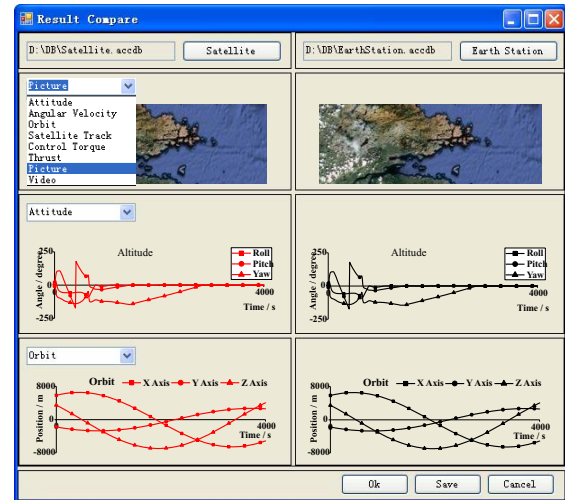 Result Compare
D:\DB\Satellite.accdb
Satellite
D:\DB\EarthStation.accdb
Earth Station
Picture
Attitude
Angular Velocity
Orbit
Satellite Track
Control Torque
Thrust
Picture
Video
Attitude
Altitude
Roll
Pitch
Yaw
250
0
-250
Angle / degree
4000
Time / s
Altitude
Roll
Pitch
Yaw
250
0
-250
Angle / degree
4000
Time / s
Orbit
Orbit X Axis Y Axis Z Axis
8000
0
-8000
Position / m
4000
Time / s
Orbit X Axis Y Axis Z Axis
8000
0
-8000
Position / m
4000
Time / s
Ok
Save
Cancel